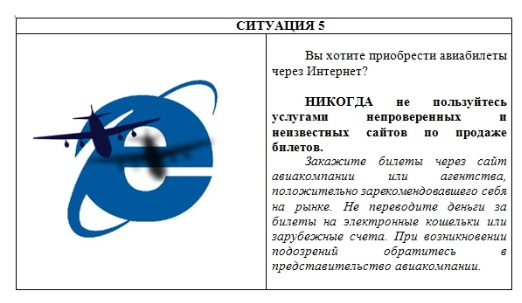 СИТУАЦИЯ 5
Вы хотите приобрести авиабилеты
через Интернет?
НИКОГДА не пользуйтесь
услугами непроверенных и
неизвестных сайтов по продаже
билетов.
Закажите билеты через сайт
авиакомпании или агентства,
положительно зарекомендовавшего себя
на рынке. Не переводите деньги за
билеты на электронные кошельки или
зарубежные счета. При возникновении
подозрений обратитесь в
представительство авиакомпании.